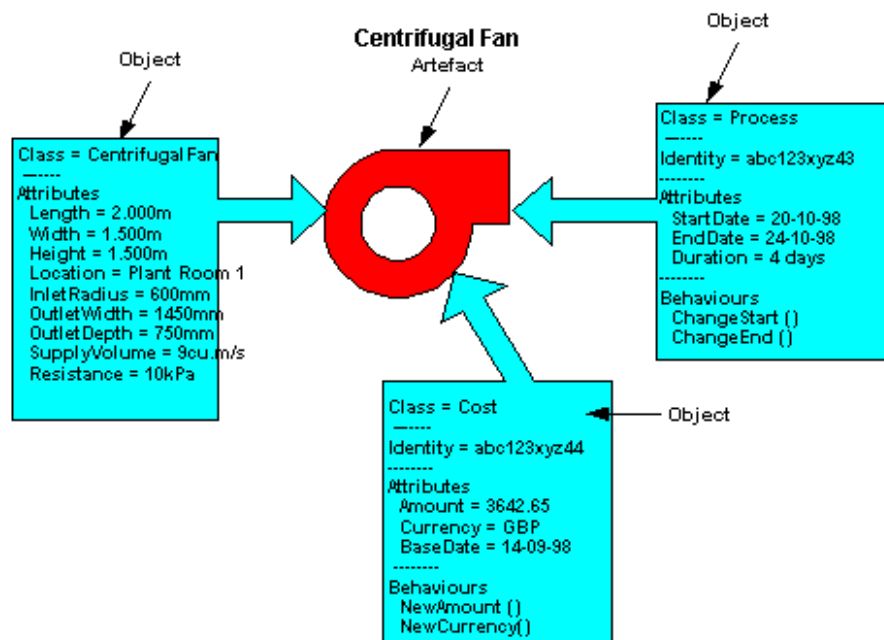 Centrifugal Fan
Artefact
Object
Class = Centrifugal Fan
------
Attributes
Length = 2.000m
Width = 1.500m
Height = 1.500m
Location = Plant Room 1
InletRadius = 600mm
OutletWidth = 1450mm
OutletDepth = 750mm
SupplyVolume = 9cu.m/s
Resistance = 10kPa
Object
Class = Process
------
Identity = abc123xyz43
--------
Attributes
StartDate = 20-10-98
EndDate = 24-10-98
Duration = 4 days
--------
Behaviours
ChangeStart ()
ChangeEnd ()
Object
Class = Cost
------
Identity = abc123xyz44
--------
Attributes
Amount = 3642.65
Currency = GBP
BaseDate = 14-09-98
--------
Behaviours
NewAmount ()
NewCurrency()